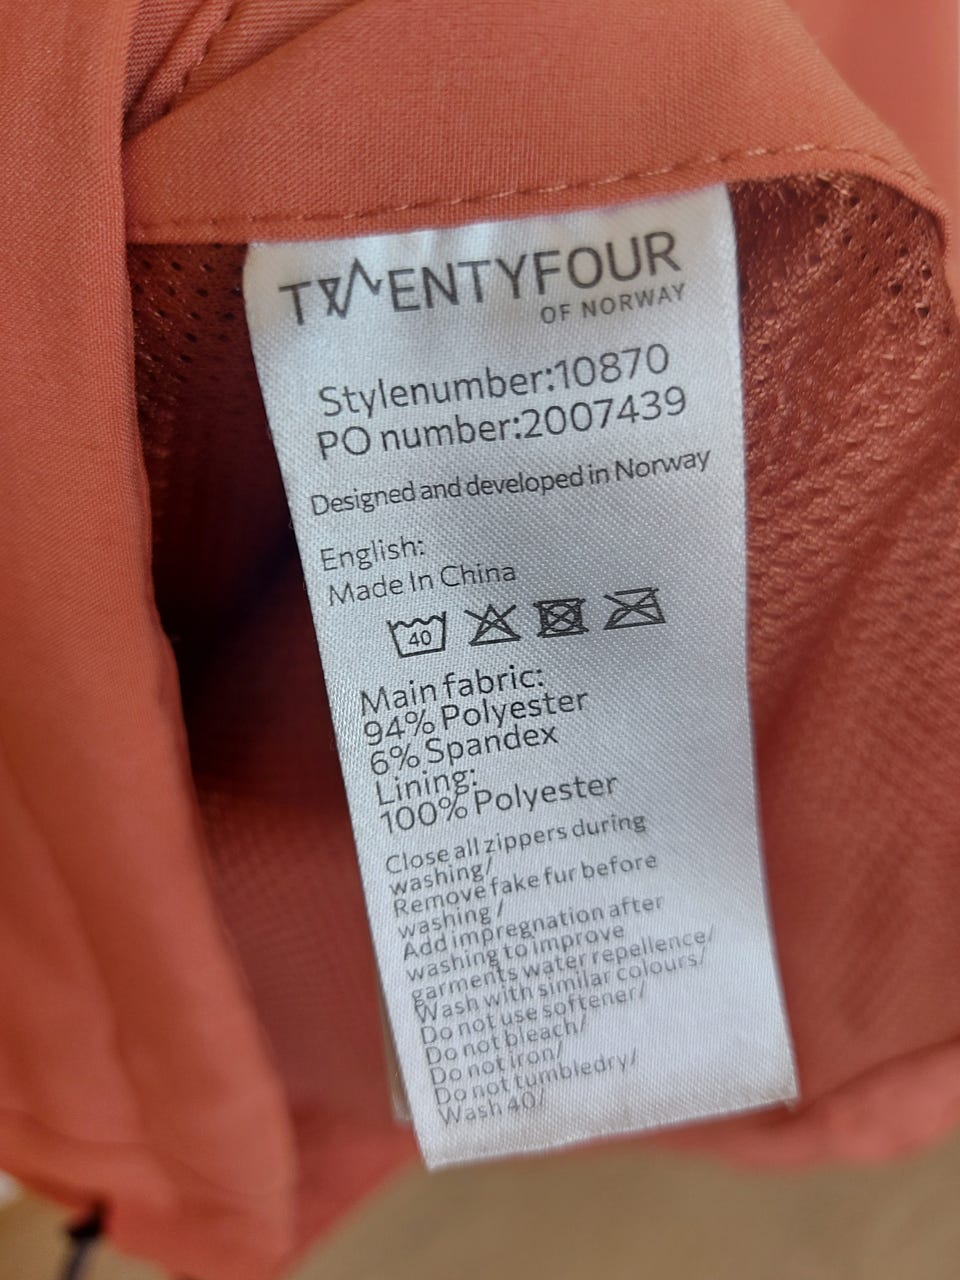 TWENTYFOUR
OF NORWAY
Stylenumber:10870
PO number:2007439
Designed and developed in Norway
English:
Made In China
40
Main fabric:
94% Polyester
6% Spandex
Lining:
100% Polyester
Close all zippers during
washing/
Remove fake fur before
washing/
Add impregnation after
washing to improve
garments water repellence/
Wash with similar colours/
Do not use softener/
Do not bleach/
Do not iron/
Do not tumbledry/
Wash 40/